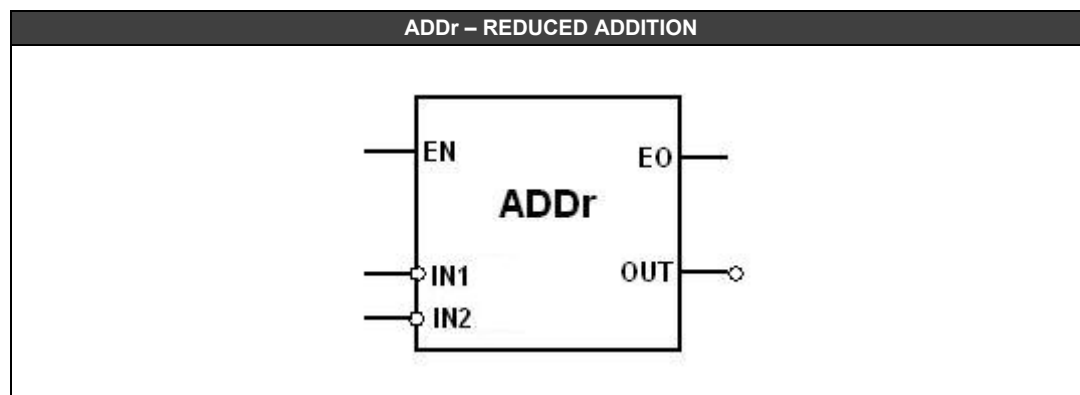 ADDr – REDUCED ADDITION
EN
EO
ADDr
IN1
OUT
IN2